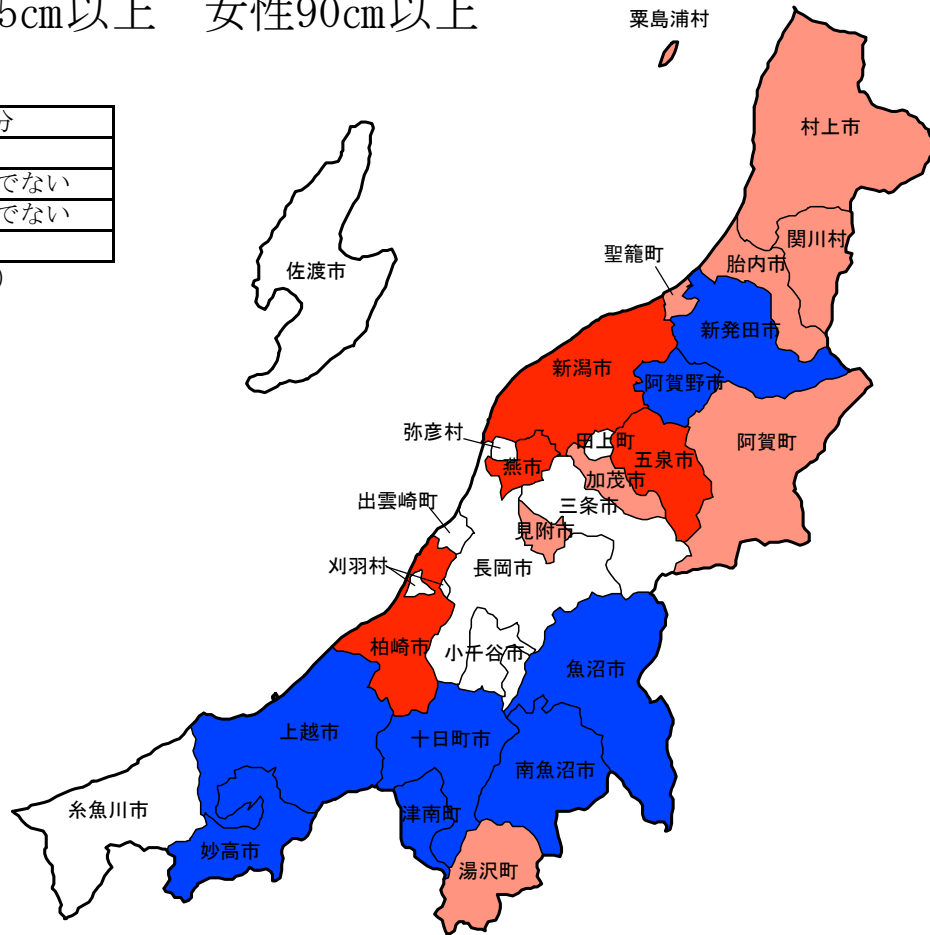 5cm以上 女性90cm以上
分
でない
でない
)
粟島浦村
村上市
関川村
聖籠町
胎内市
佐渡市
新発田市
新潟市
阿賀野市
弥彦村
田上町
阿賀町
燕市
五泉市
加茂市
出雲崎町
三条市
見附市
刈羽村
長岡市
柏崎市
小千谷市
魚沼市
上越市
十日町市
南魚沼市
糸魚川市
津南町
妙高市
湯沢町